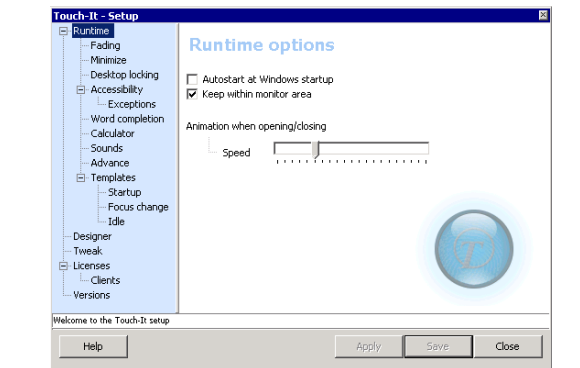 Touch-It - Setup
Runtime
Fading
Minimize
Desktop locking
Accessibility
Exceptions
Word completion
Calculator
Sounds
Advance
Templates
Startup
Focus change
Idle
Designer
Tweak
Licenses
Clients
Versions
Runtime options
Autostart at Windows startup
Keep within monitor area
Animation when opening/closing
Speed
T
Welcome to the Touch-It setup
Help
Apply
Save
Close